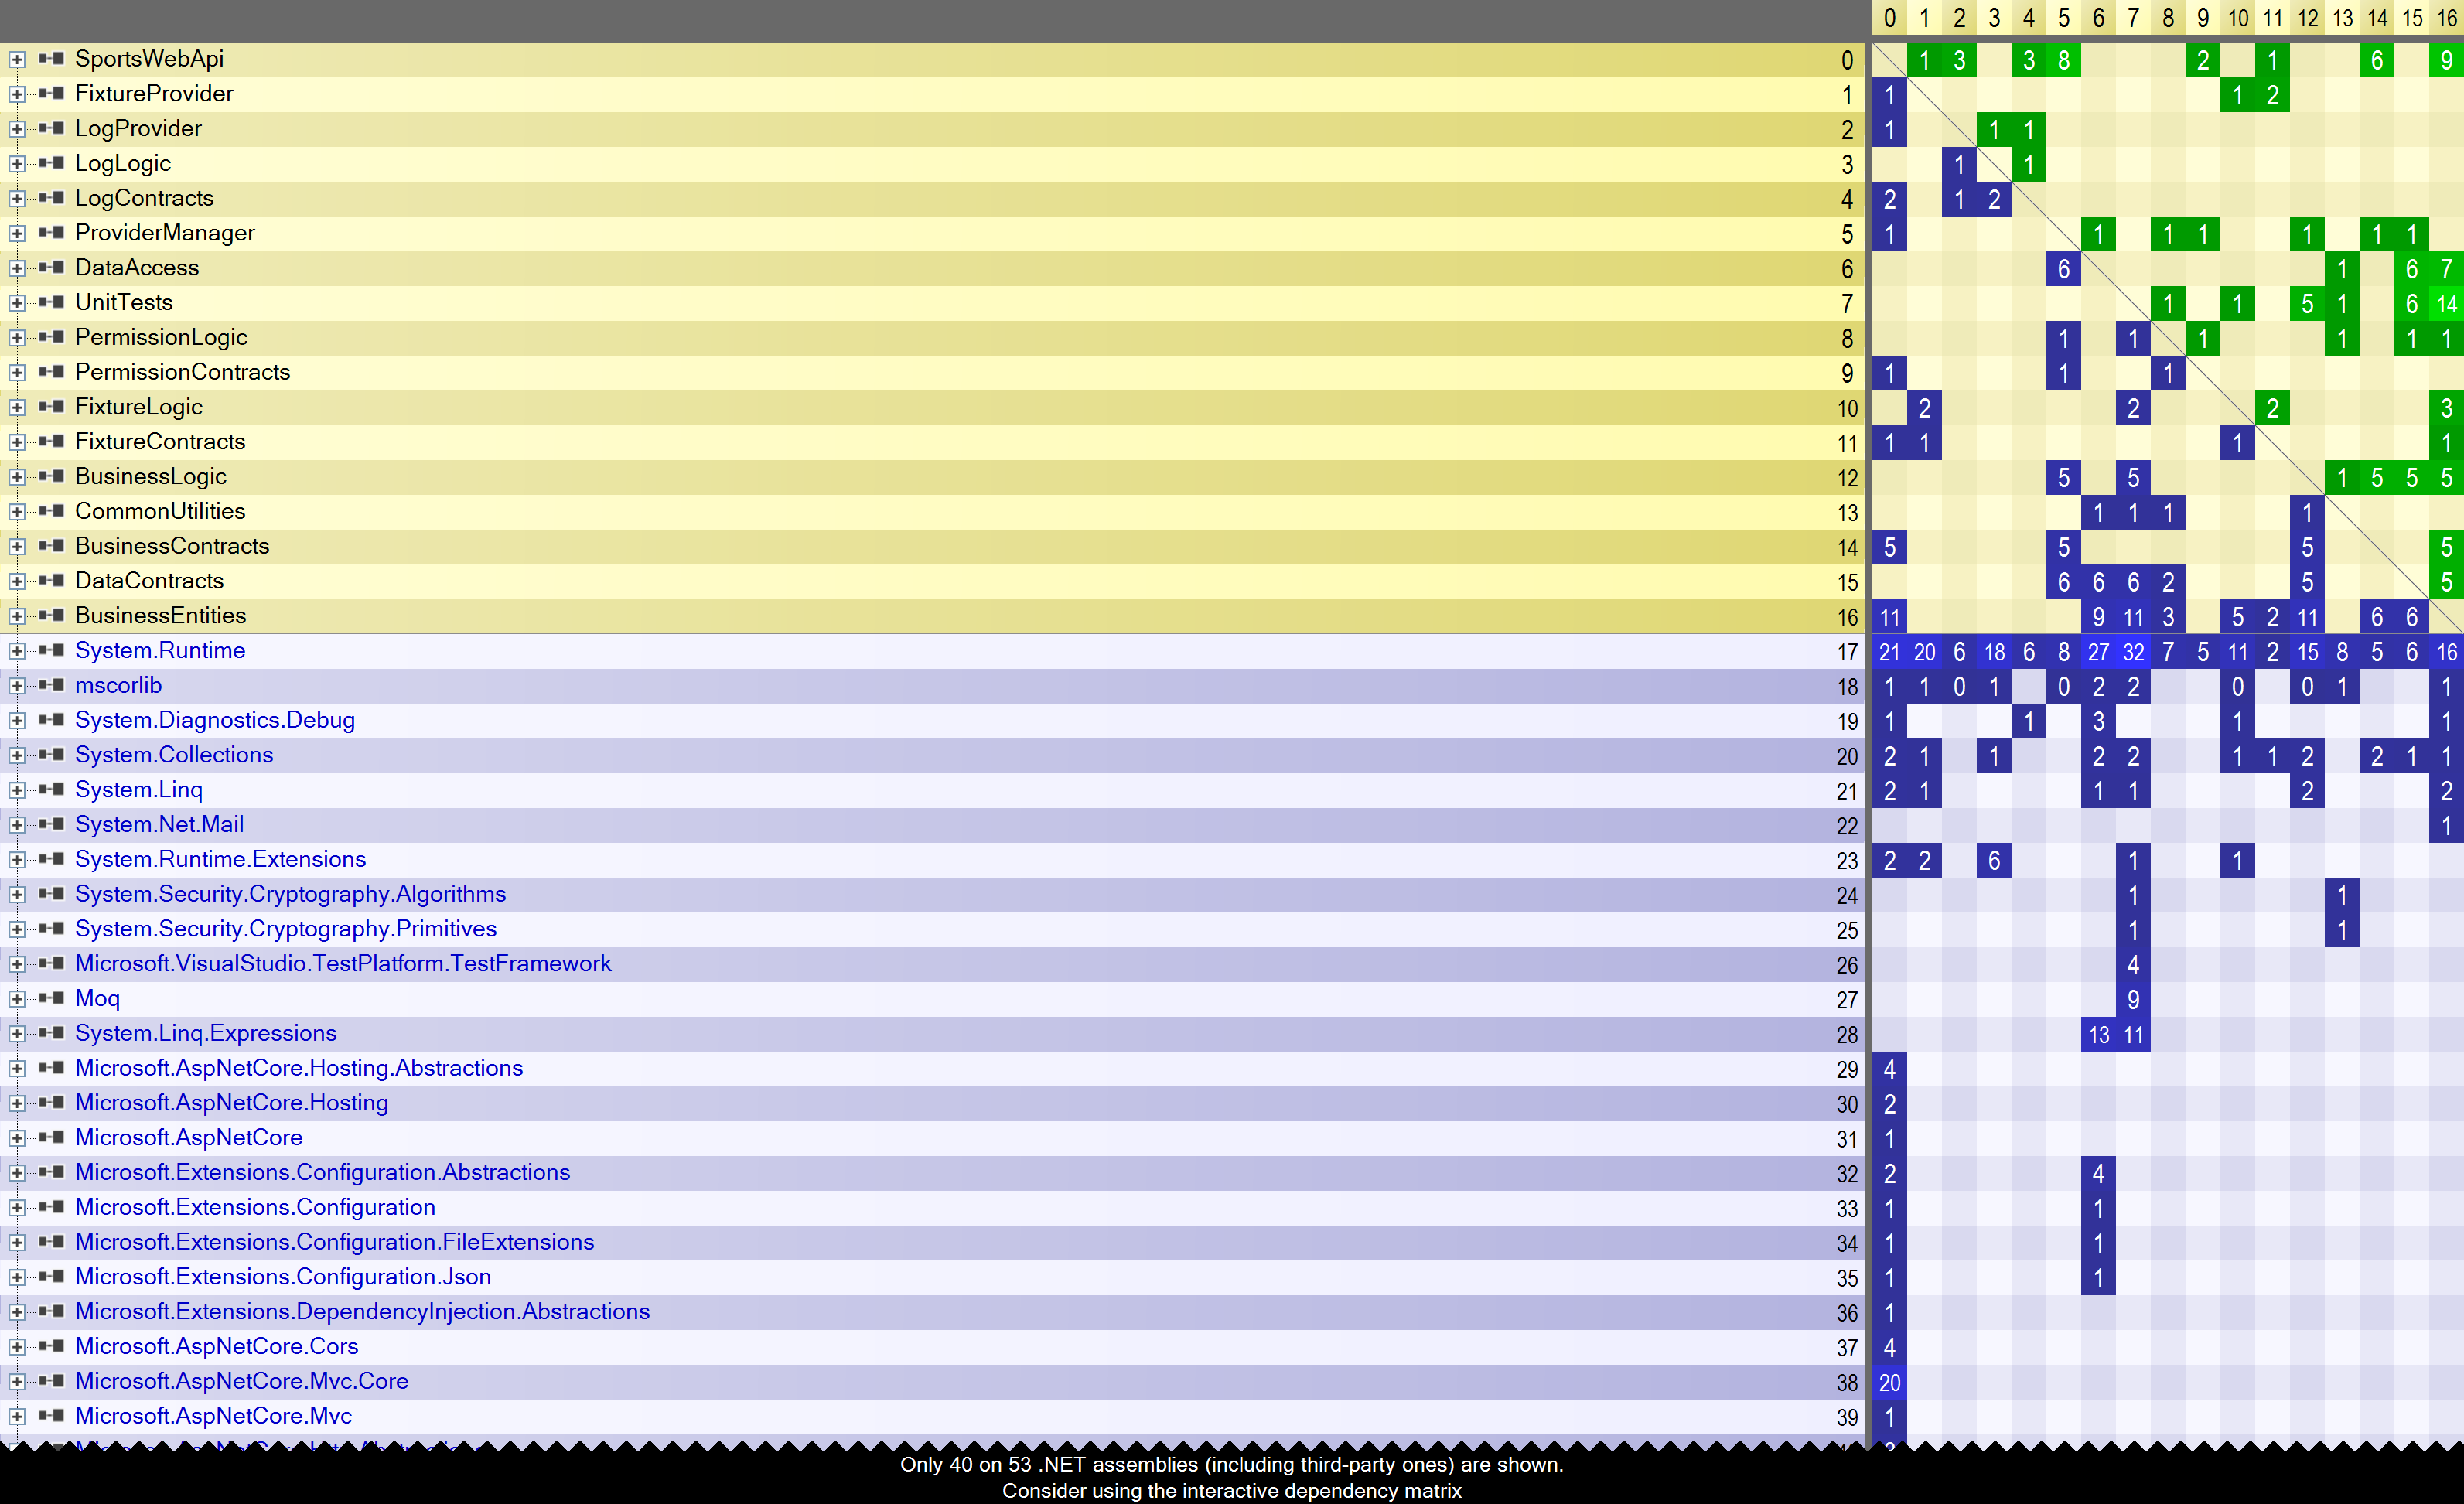 0 1 2 3 4 5 6 7 8 9 10 11 12 13 14 15 16
SportsWebApi 0 1 3 3 8 2 1 6 9
FixtureProvider 1 1 1 2
LogProvider 2 1 1 1
LogLogic 3 1 1
LogContracts 4 2 1 2
ProviderManager 5 1 1 1 1 1 1 1
DataAccess 6 6 1 6 7
UnitTests 7 1 1 5 1 6 14
PermissionLogic 8 1 1 1 1 1 1
PermissionContracts 9 1 1 1
FixtureLogic 10 2 2 2 3
FixtureContracts 11 1 1 1 1
BusinessLogic 12 5 5 1 5 5 5
CommonUtilities 13 1 1 1 1
BusinessContracts 14 5 5 5 5
DataContracts 15 6 6 6 2 5 5
BusinessEntities 16 11 9 11 3 5 2 11 6 6
System.Runtime 17 21 20 6 18 6 8 27 32 7 5 11 2 15 8 5 6 16
mscorlib 18 1 1 0 1 0 2 2 0 0 1 1
System.Diagnostics.Debug 19 1 1 3 1 1
System.Collections 20 2 1 1 2 2 1 1 2 2 1 1
System.Linq 21 2 1 1 1 2 2
System.Net.Mail 22 1
System.Runtime.Extensions 23 2 2 6 1 1
System.Security.Cryptography.Algorithms 24 1 1
System.Security.Cryptography.Primitives 25 1 1
Microsoft.VisualStudio.TestPlatform.TestFramework 26 4
Moq 27 9
System.Linq.Expressions 28 13 11
Microsoft.AspNetCore.Hosting.Abstractions 29 4
Microsoft.AspNetCore.Hosting 30 2
Microsoft.AspNetCore 31 1
Microsoft.Extensions.Configuration.Abstractions 32 2 4
Microsoft.Extensions.Configuration 33 1 1
Microsoft.Extensions.Configuration.FileExtensions 34 1 1
Microsoft.Extensions.Configuration.Json 35 1 1
Microsoft.Extensions.DependencyInjection.Abstractions 36 1
Microsoft.AspNetCore.Cors 37 4
Microsoft.AspNetCore.Mvc.Core 38 20
Microsoft.AspNetCore.Mvc 39 1
Only 40 on 53 .NET assemblies (including third-party ones) are shown.
Consider using the interactive dependency matrix